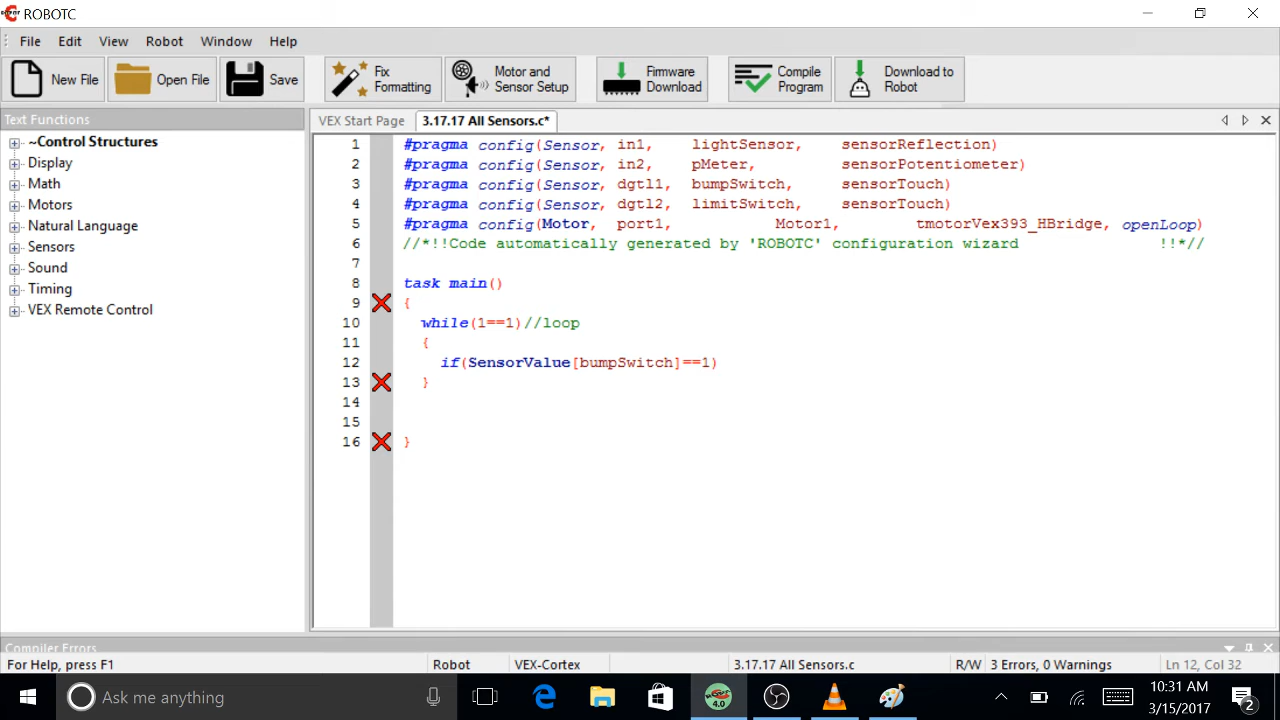 ROBOTC
File Edit View Robot Window Help
New File Open File Save Fix Formatting Motor and Sensor Setup Firmware Download Compile Program Download to Robot
Text Functions
~Control Structures
Display
Math
Motors
Natural Language
Sensors
Sound
Timing
VEX Remote Control
VEX Start Page 3.17.17 All Sensors.c*
1 #pragma config(Sensor, in1, lightSensor, sensorReflection)
2 #pragma config(Sensor, in2, pMeter, sensorPotentiometer)
3 #pragma config(Sensor, dgtl1, bumpSwitch, sensorTouch)
4 #pragma config(Sensor, dgtl2, limitSwitch, sensorTouch)
5 #pragma config(Motor, port1, Motor1, tmotorVex393_HBridge, openLoop)
6 //*!!Code automatically generated by 'ROBOTC' configuration wizard !!*//
7
8 task main()
9 {
10 while(1==1)//loop
11 {
12 if(SensorValue[bumpSwitch]==1)
13 }
14
15
16 }
Compiler Errors
For Help, press F1 Robot VEX-Cortex 3.17.17 All Sensors.c R/W 3 Errors, 0 Warnings Ln 12, Col 32
Ask me anything
4.0
10:31 AM
3/15/2017
2